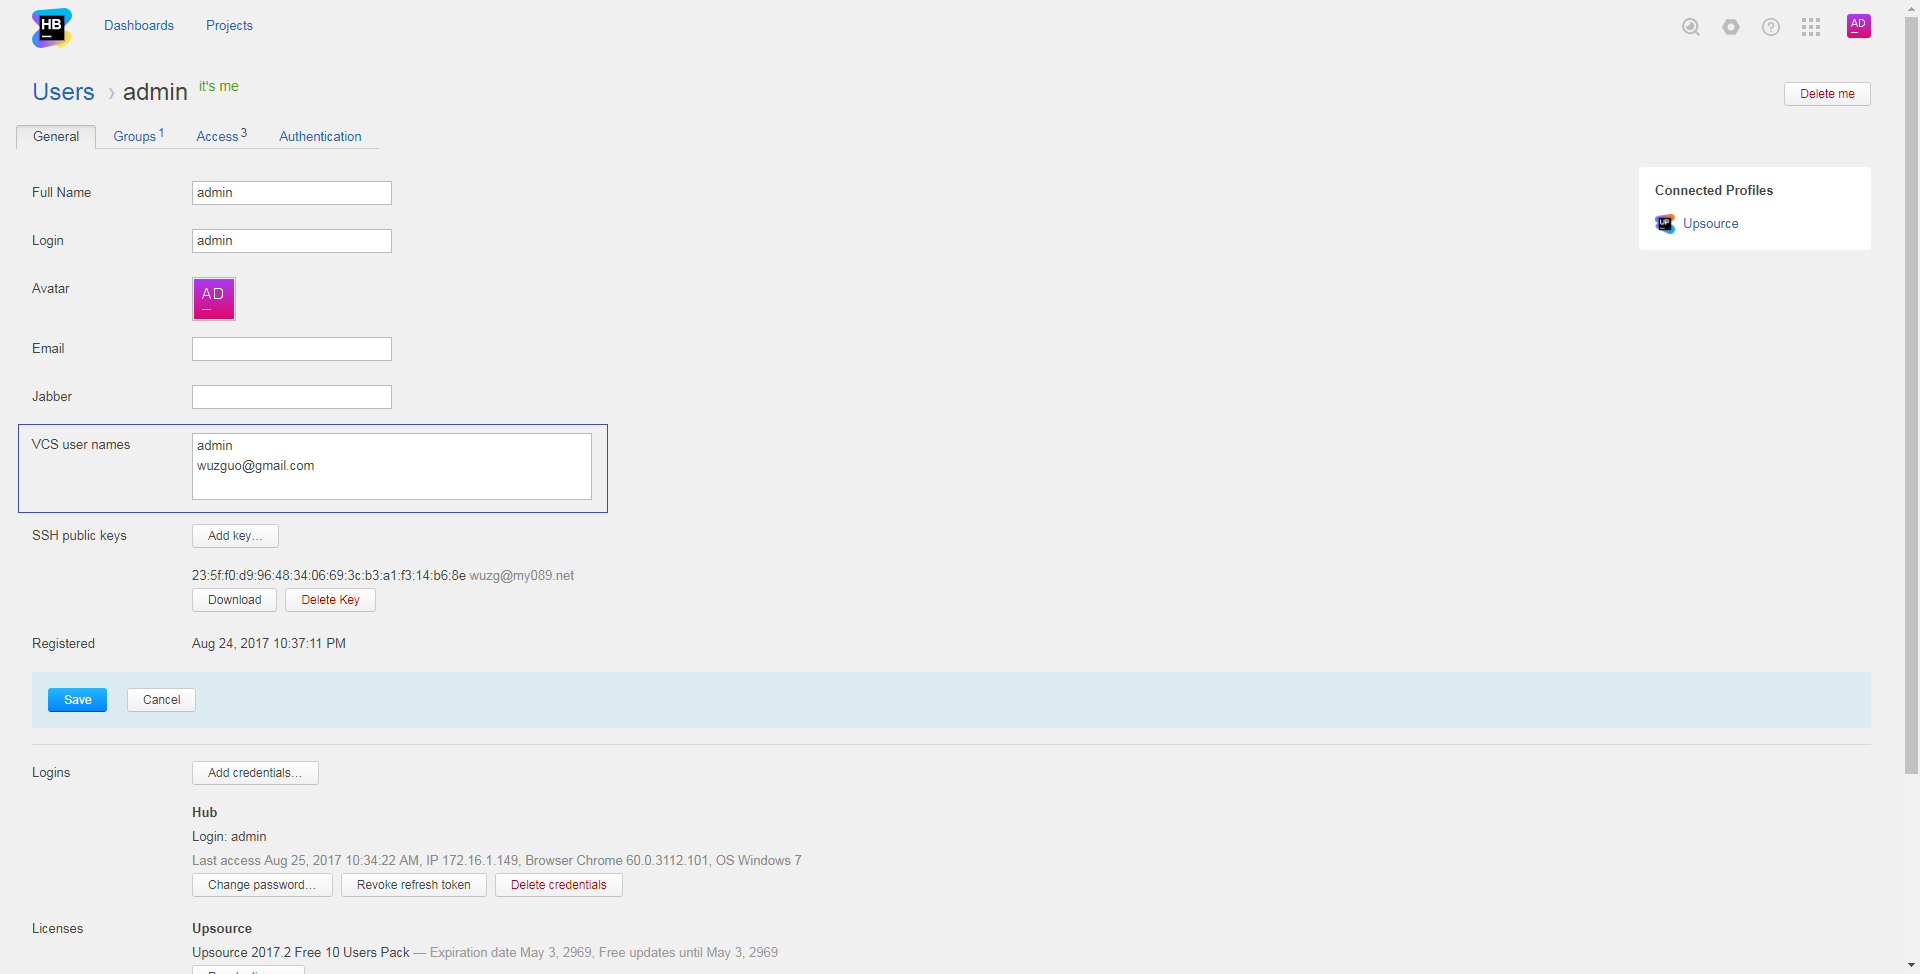 HB
Dashboards Projects
AD
Users › admin it's me
Delete me
General Groups 1 Access 3 Authentication
Full Name admin
Connected Profiles
UP Upsource
Login admin
Avatar AD
Email
Jabber
VCS user names admin
wuzguo@gmail.com
SSH public keys Add key…
23:5f:f0:d9:96:48:34:06:69:3c:b3:a1:f3:14:b6:8e wuzg@my089.net
Download Delete Key
Registered Aug 24, 2017 10:37:11 PM
Save Cancel
Logins Add credentials…
Hub
Login: admin
Last access Aug 25, 2017 10:34:22 AM, IP 172.16.1.149, Browser Chrome 60.0.3112.101, OS Windows 7
Change password… Revoke refresh token Delete credentials
Licenses Upsource
Upsource 2017.2 Free 10 Users Pack — Expiration date May 3, 2969, Free updates until May 3, 2969